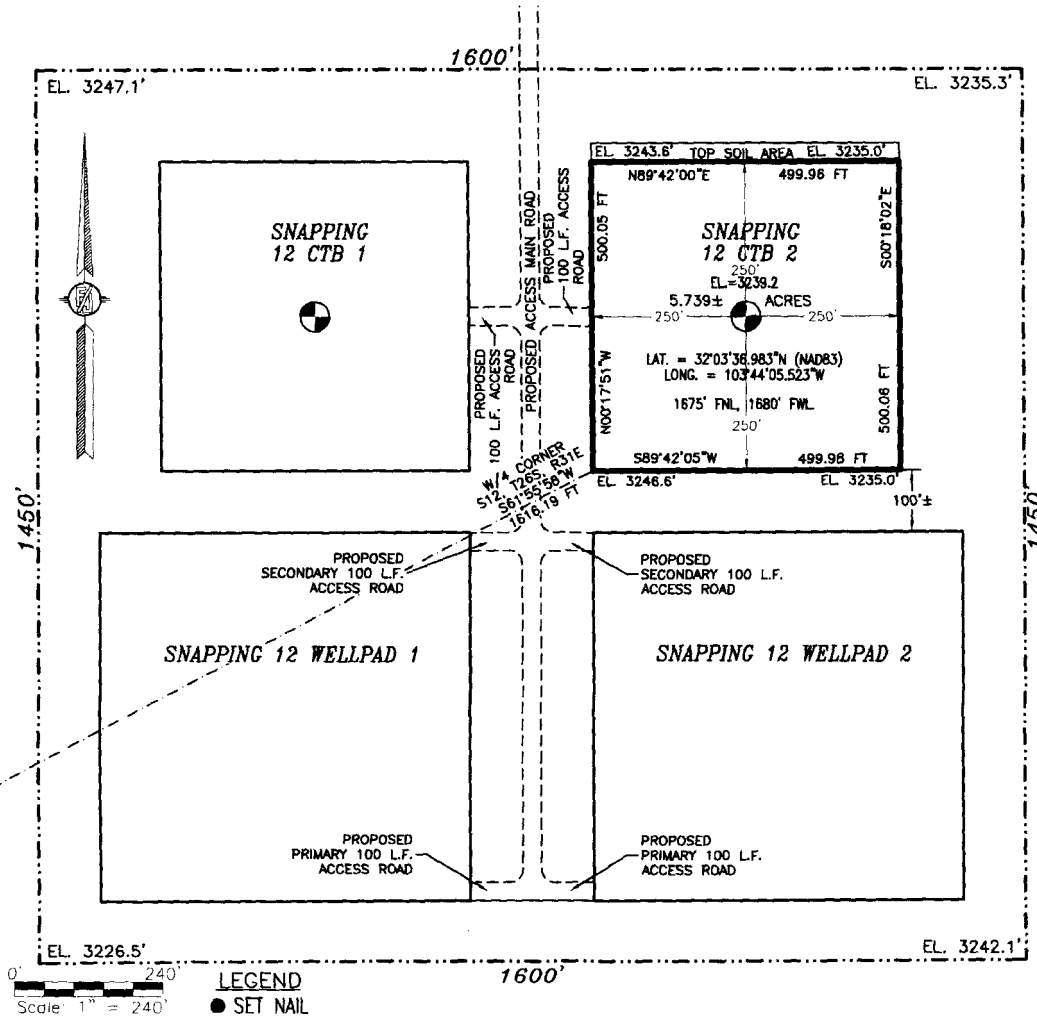 1600'
EL. 3247.1'
EL. 3235.3'
EL. 3243.6' TOP SOIL AREA EL. 3235.0'
N89°42'00"E 499.96 FT
500.05 FT
S00°18'02"E
SNAPPING
12 CTB 1
SNAPPING
12 CTB 2
250'
EL.=3239.2
5.739± ACRES
250' 250'
LAT. = 32°03'36.983"N (NAD83)
LONG. = 103°44'05.523"W
1675' FNL, 1680' FWL
250'
N00°17'51"W
500.06 FT
S89°42'05"W 499.96 FT
EL. 3246.6' EL. 3235.0'
100'±
PROPOSED ACCESS MAIN ROAD
PROPOSED
100 L.F. ACCESS
ROAD
PROPOSED
100 L.F. ACCESS
ROAD
W/4 CORNER
S12, T26S, R31E
S61°55'58"W
1616.19 FT
1450'
1450'
PROPOSED
SECONDARY 100 L.F.
ACCESS ROAD
PROPOSED
SECONDARY 100 L.F.
ACCESS ROAD
SNAPPING 12 WELLPAD 1
SNAPPING 12 WELLPAD 2
PROPOSED
PRIMARY 100 L.F.
ACCESS ROAD
PROPOSED
PRIMARY 100 L.F.
ACCESS ROAD
EL. 3226.5'
EL. 3242.1'
1600'
0' 240'
Scale: 1" = 240'
LEGEND
● SET NAIL